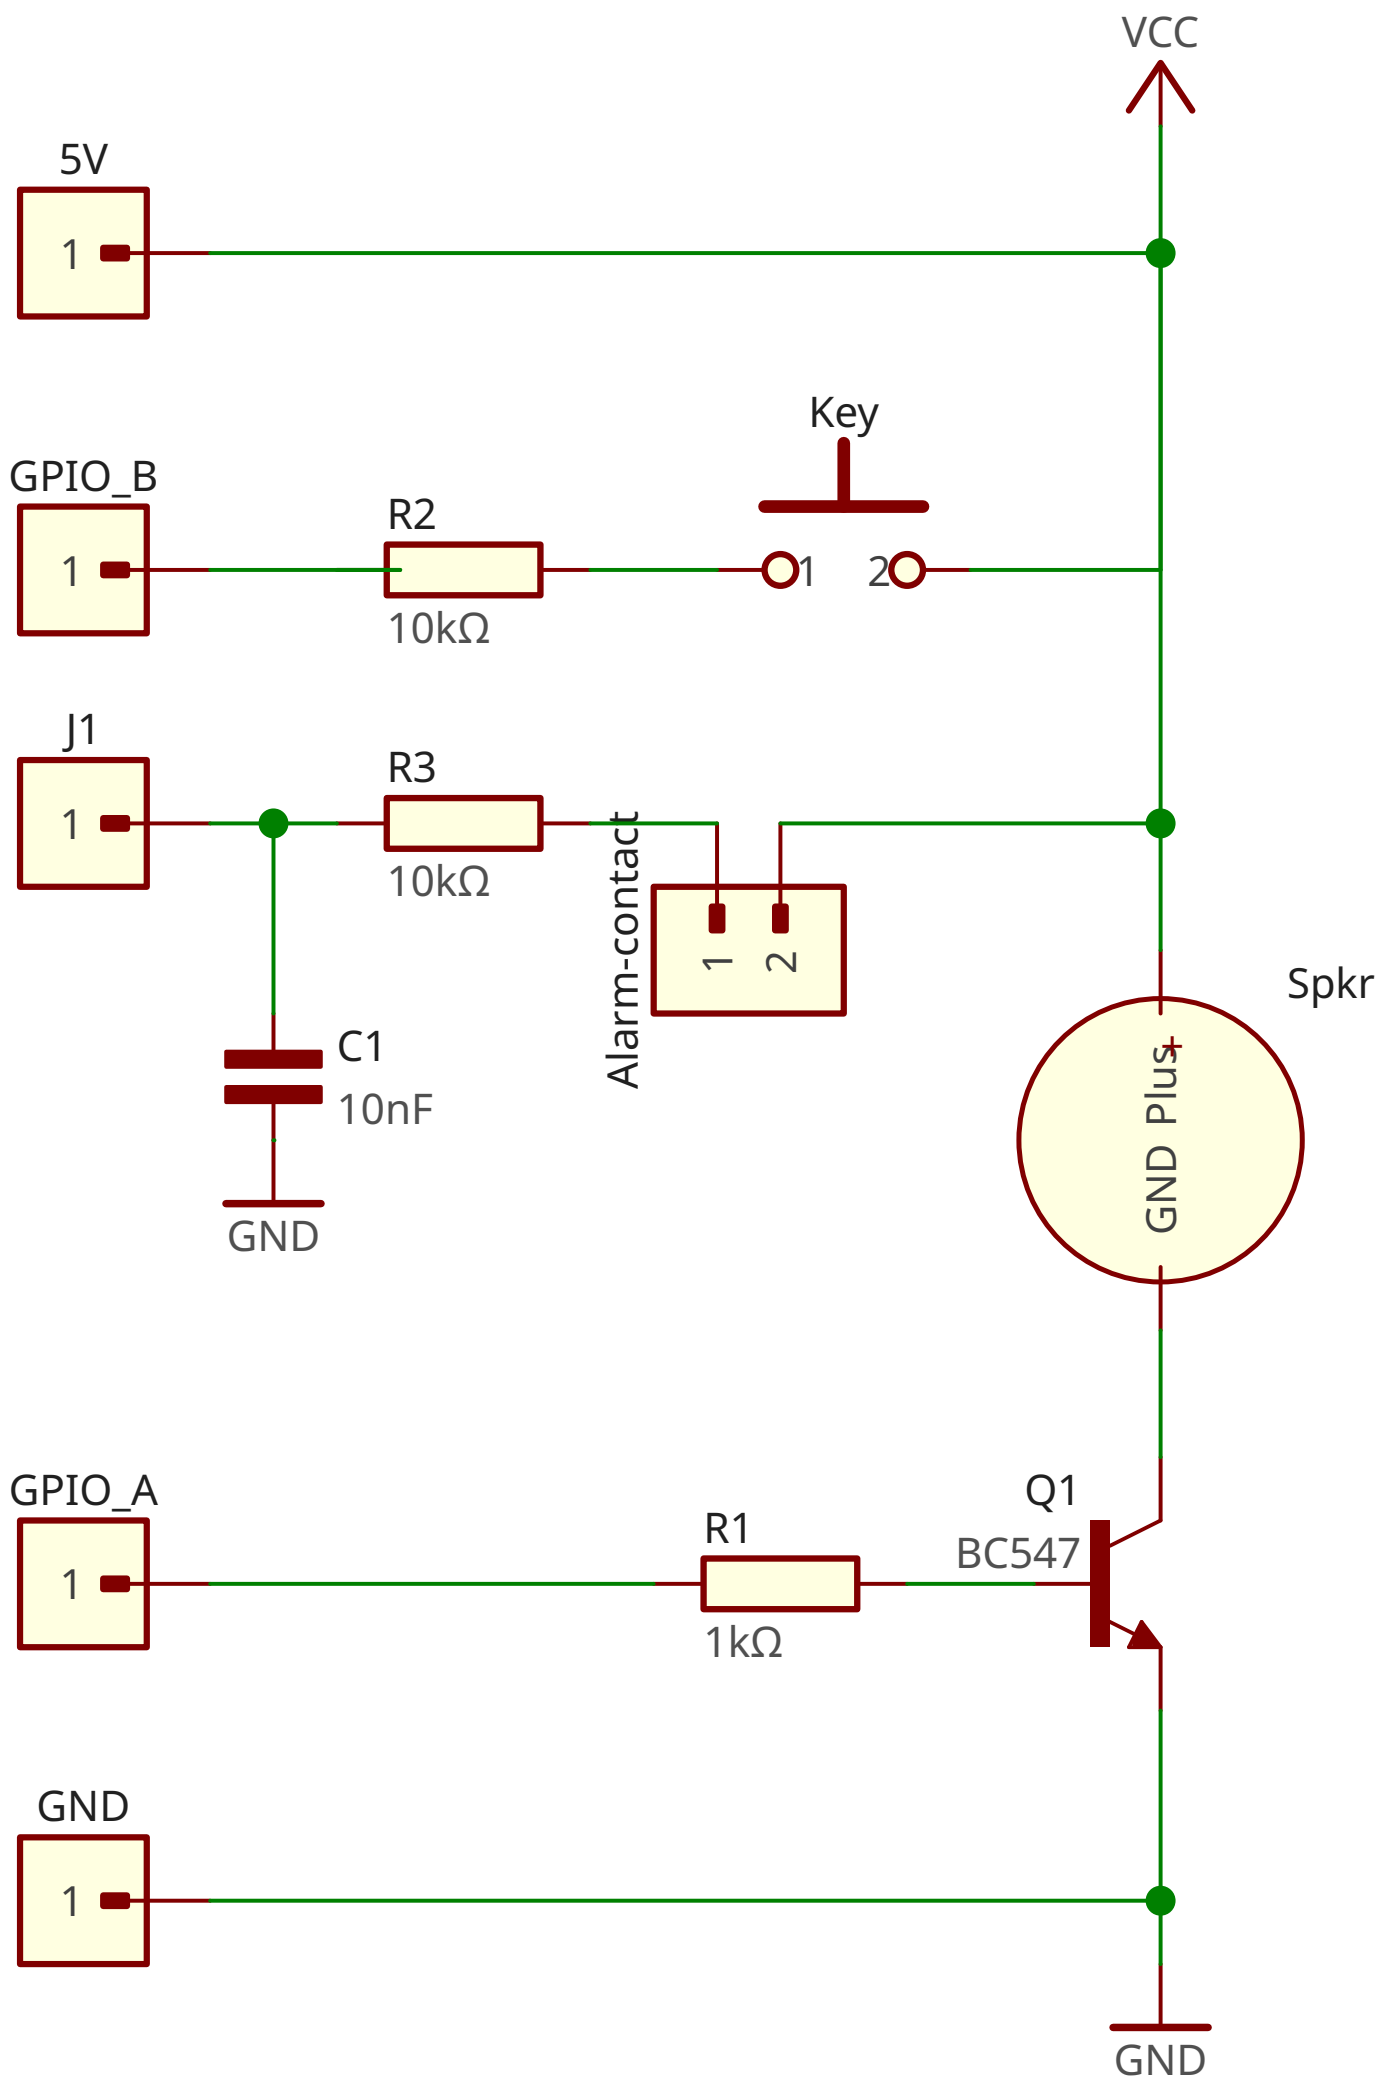 VCC
5V
1
Key
GPIO_B
1
R2
10kΩ
1
2
J1
1
R3
10kΩ
Alarm-contact
1
2
C1
10nF
GND
Spkr
+
Plus
GND
GPIO_A
1
R1
1kΩ
Q1
BC547
GND
1
GND